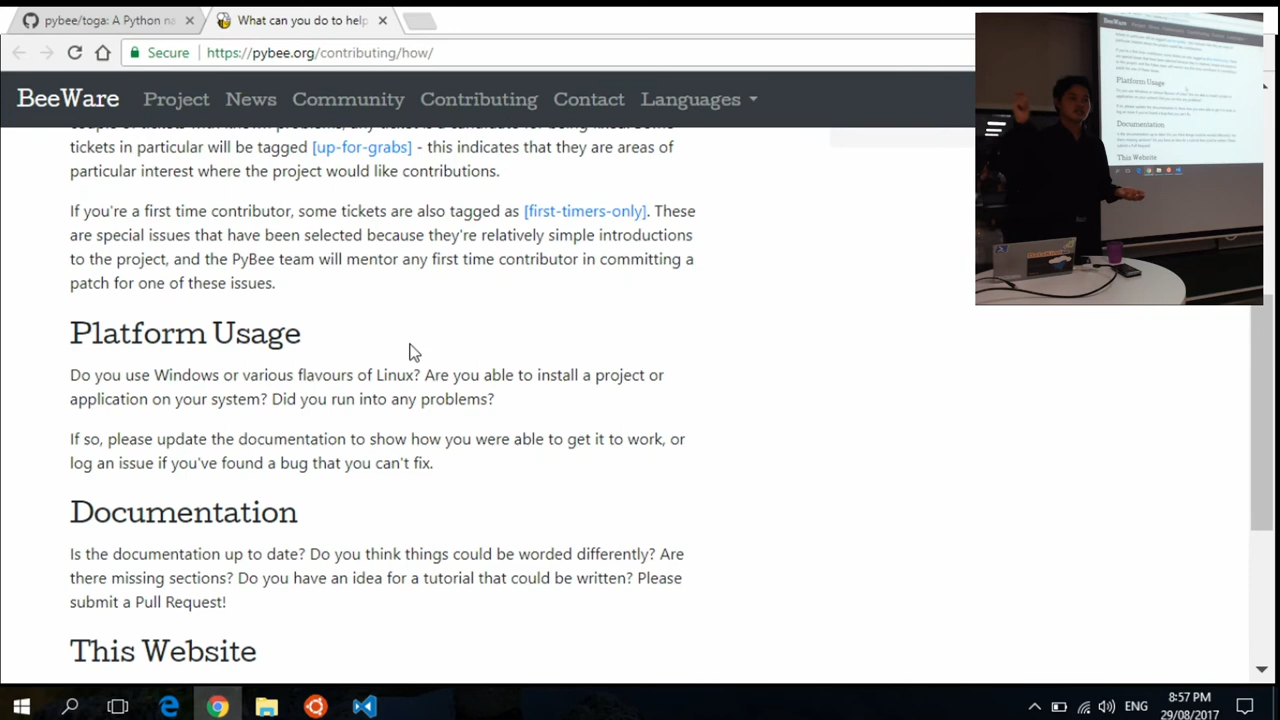 pybee/toga: A Python na
What can you do to help
Secure https://pybee.org/contributing/how/
BeeWare Project News Community Contributing Contact Languages
tickets in particular will be tagged [up-for-grabs] - this indicates that they are areas of
particular interest where the project would like contributions.
If you're a first time contributor, some tickets are also tagged as [first-timers-only]. These
are special issues that have been selected because they're relatively simple introductions
to the project, and the PyBee team will mentor any first time contributor in committing a
patch for one of these issues.
Platform Usage
Do you use Windows or various flavours of Linux? Are you able to install a project or
application on your system? Did you run into any problems?
If so, please update the documentation to show how you were able to get it to work, or
log an issue if you've found a bug that you can't fix.
Documentation
Is the documentation up to date? Do you think things could be worded differently? Are
there missing sections? Do you have an idea for a tutorial that could be written? Please
submit a Pull Request!
This Website
Platform Usage
Documentation
This Website
ENG
8:57 PM
29/08/2017